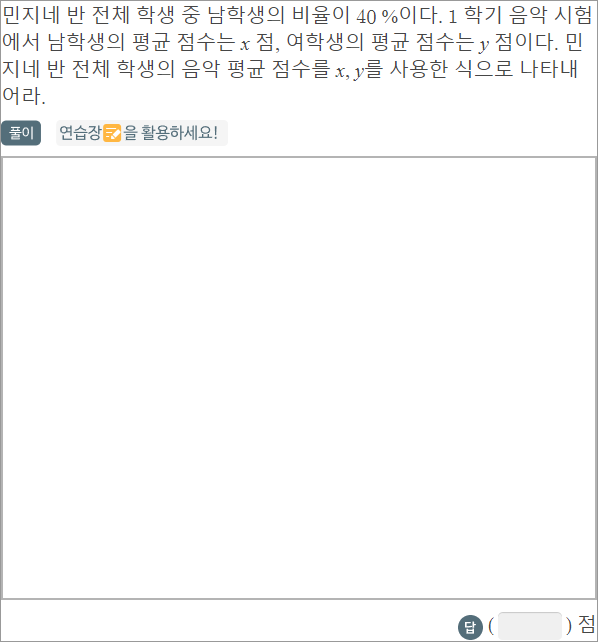 민지네 반 전체 학생 중 남학생의 비율이 40 %이다. 1 학기 음악 시험
에서 남학생의 평균 점수는 x 점, 여학생의 평균 점수는 y 점이다. 민
지네 반 전체 학생의 음악 평균 점수를 x, y를 사용한 식으로 나타내
어라.
풀이 연습장을 활용하세요!
답 ( ) 점